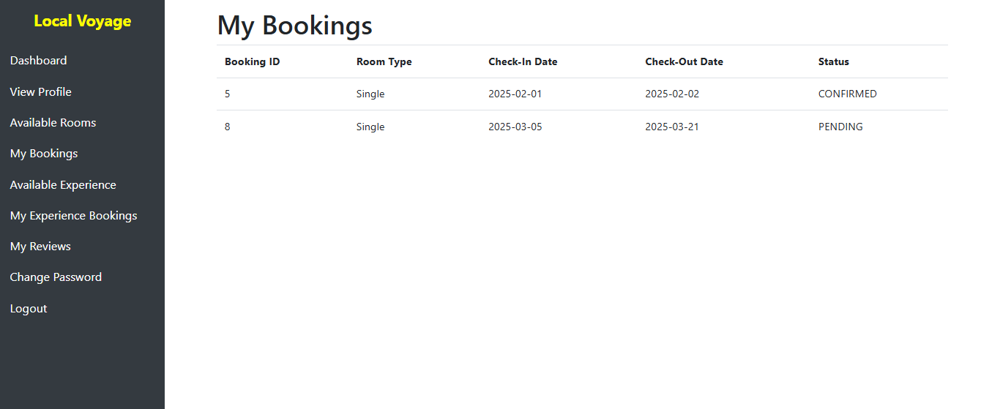 Local Voyage
Dashboard
View Profile
Available Rooms
My Bookings
Available Experience
My Experience Bookings
My Reviews
Change Password
Logout
My Bookings
Booking ID Room Type Check-In Date Check-Out Date Status
5 Single 2025-02-01 2025-02-02 CONFIRMED
8 Single 2025-03-05 2025-03-21 PENDING